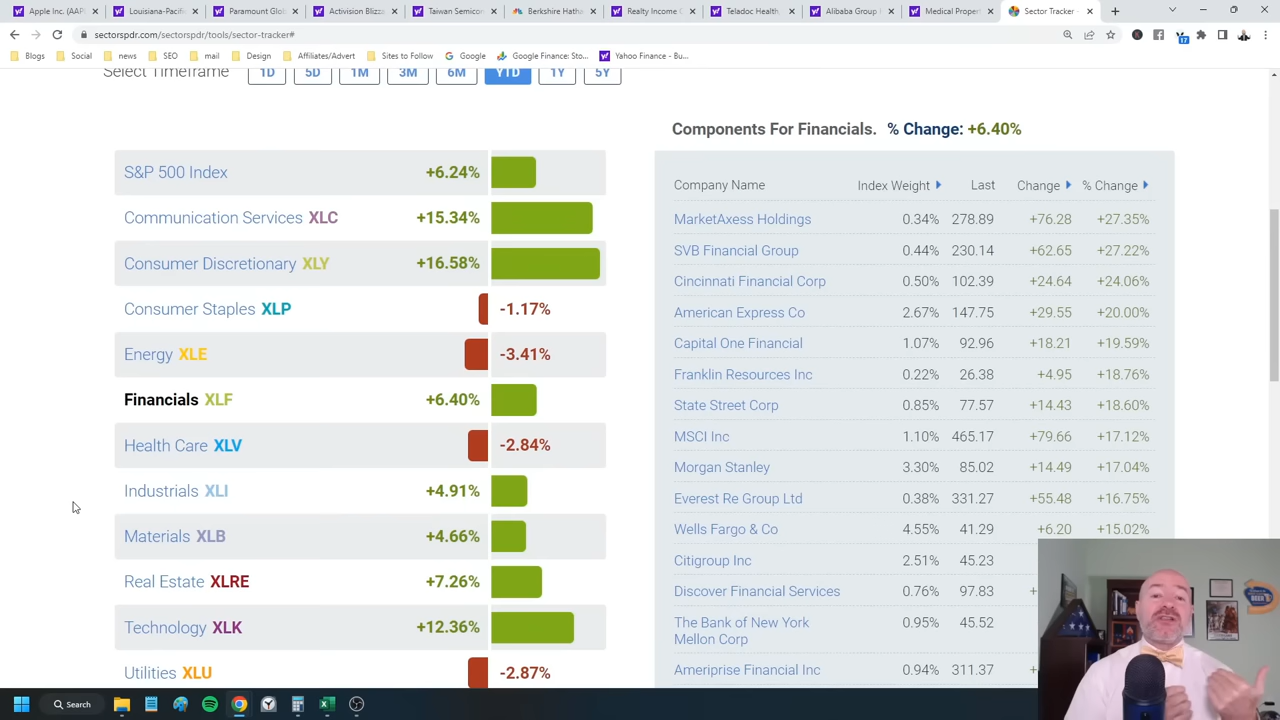 Apple Inc. (AAP
Louisiana-Pacifi
Paramount Glob
Activision Blizza
Taiwan Semicon
Berkshire Hatha
Realty Income C
Teladoc Health,
Alibaba Group H
Medical Propert
Sector Tracker -
sectorspdr.com/sectorspdr/tools/sector-tracker#
Blogs
Social
news
SEO
mail
Design
Affiliates/Advert
Sites to Follow
Google
Google Finance: Sto...
Yahoo Finance - Bu...
Select Timeframe
1D
5D
1M
3M
6M
YTD
1Y
5Y
Components For Financials. % Change: +6.40%
S&P 500 Index +6.24%
Communication Services XLC +15.34%
Consumer Discretionary XLY +16.58%
Consumer Staples XLP -1.17%
Energy XLE -3.41%
Financials XLF +6.40%
Health Care XLV -2.84%
Industrials XLI +4.91%
Materials XLB +4.66%
Real Estate XLRE +7.26%
Technology XLK +12.36%
Utilities XLU -2.87%
Company Name Index Weight Last Change % Change
MarketAxess Holdings 0.34% 278.89 +76.28 +27.35%
SVB Financial Group 0.44% 230.14 +62.65 +27.22%
Cincinnati Financial Corp 0.50% 102.39 +24.64 +24.06%
American Express Co 2.67% 147.75 +29.55 +20.00%
Capital One Financial 1.07% 92.96 +18.21 +19.59%
Franklin Resources Inc 0.22% 26.38 +4.95 +18.76%
State Street Corp 0.85% 77.57 +14.43 +18.60%
MSCI Inc 1.10% 465.17 +79.66 +17.12%
Morgan Stanley 3.30% 85.02 +14.49 +17.04%
Everest Re Group Ltd 0.38% 331.27 +55.48 +16.75%
Wells Fargo & Co 4.55% 41.29 +6.20 +15.02%
Citigroup Inc 2.51% 45.23
Discover Financial Services 0.76% 97.83 +
The Bank of New York
Mellon Corp 0.95% 45.52
Ameriprise Financial Inc 0.94% 311.37 +
Search